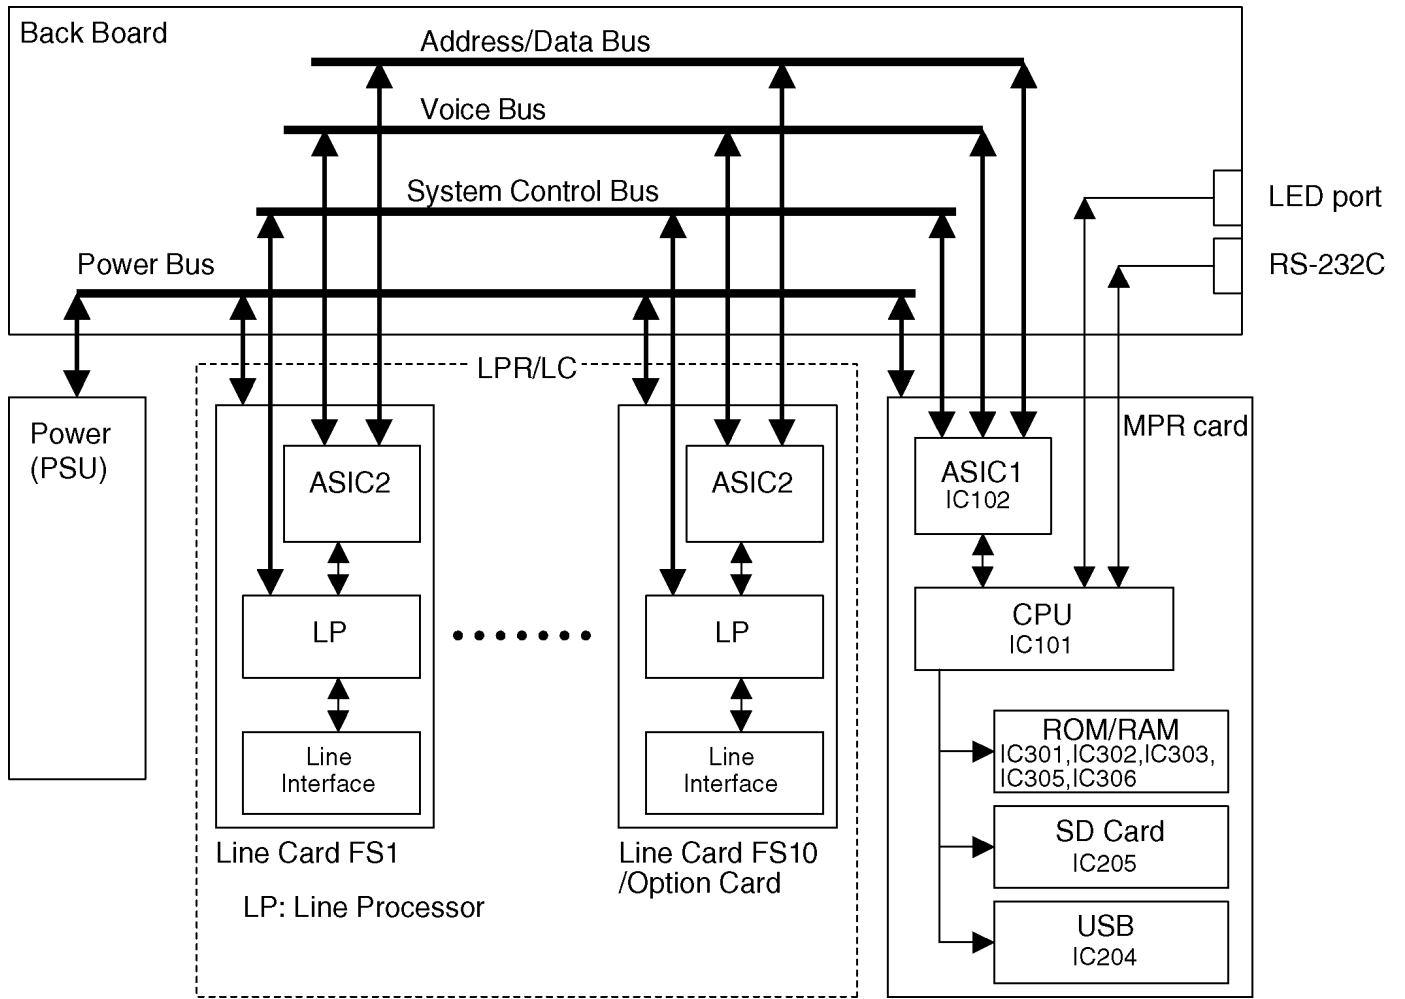 Back Board
Address/Data Bus
Voice Bus
System Control Bus
Power Bus
LED port
RS-232C
LPR/LC
Power
(PSU)
ASIC2
LP
Line
Interface
Line Card FS1
LP: Line Processor
ASIC2
LP
Line
Interface
Line Card FS10
/Option Card
MPR card
ASIC1
IC102
CPU
IC101
ROM/RAM
IC301,IC302,IC303,
IC305,IC306
SD Card
IC205
USB
IC204